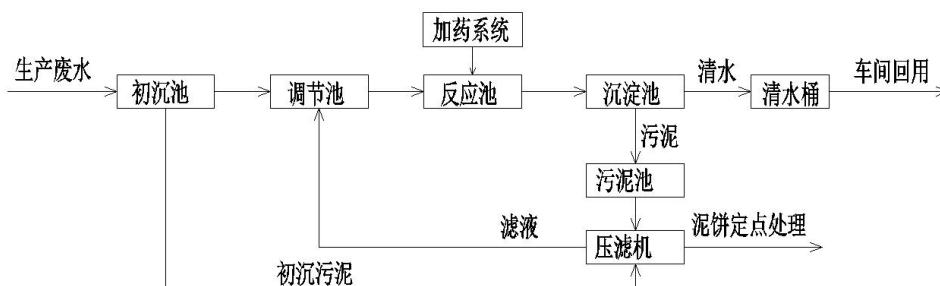 加药系统
生产废水
初沉池
调节池
反应池
沉淀池
清水
清水桶
车间回用
污泥
污泥池
滤液
压滤机
泥饼定点处理
初沉污泥